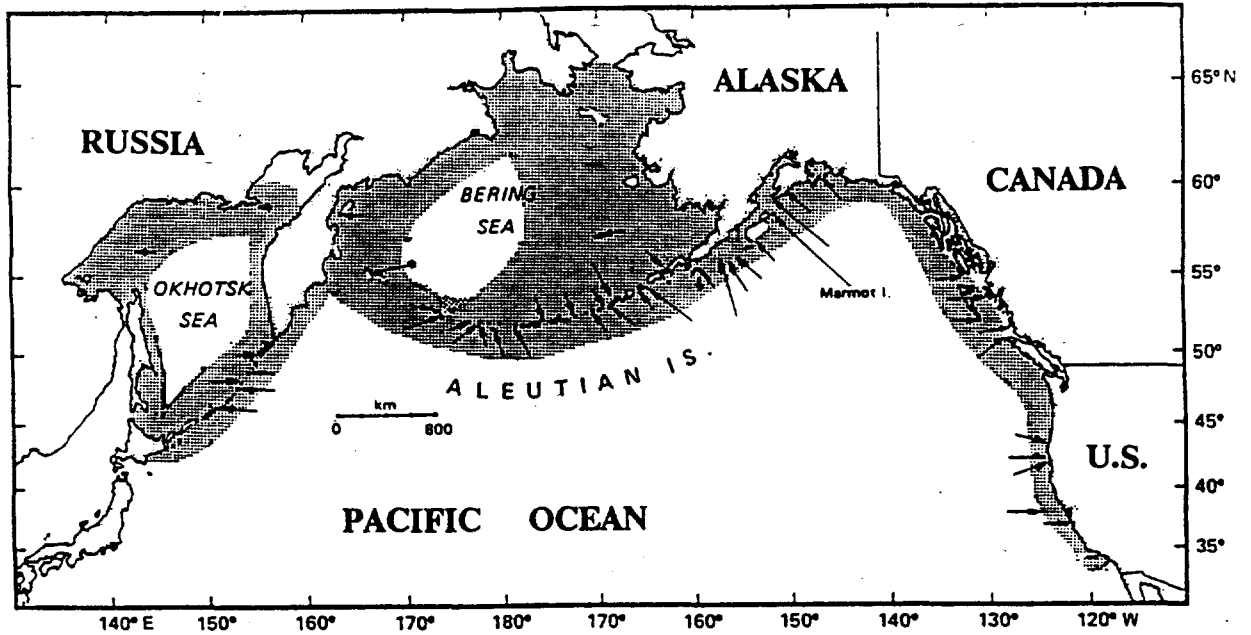 65° N
ALASKA
RUSSIA
CANADA
60°
BERING
SEA
55°
OKHOTSK
SEA
Marmot I.
50°
ALEUTIAN IS.
km
0 800
45°
U.S.
40°
PACIFIC OCEAN
35°
140° E 150° 160° 170° 180° 170° 160° 150° 140° 130° 120° W